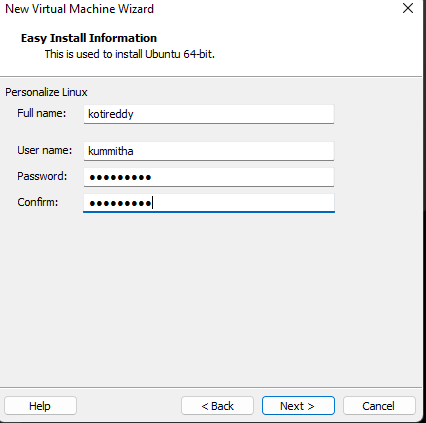 New Virtual Machine Wizard
Easy Install Information
This is used to install Ubuntu 64-bit.
Personalize Linux
Full name: kotireddy
User name: kummitha
Password: ●●●●●●●●●
Confirm: ●●●●●●●●●
Help < Back Next > Cancel